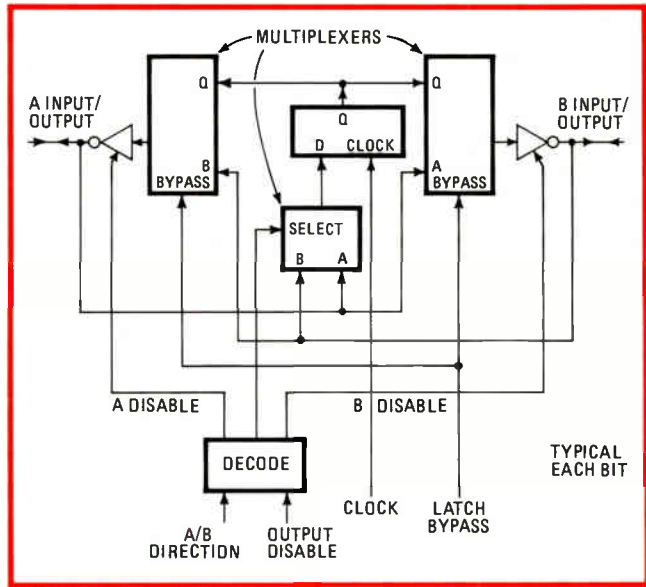 MULTIPLEXERS
A INPUT/
OUTPUT
B INPUT/
OUTPUT
Q
B
BYPASS
Q
D CLOCK
Q
A
BYPASS
SELECT
B A
A DISABLE
B DISABLE
DECODE
TYPICAL
EACH BIT
A/B
DIRECTION
OUTPUT
DISABLE
CLOCK
LATCH
BYPASS